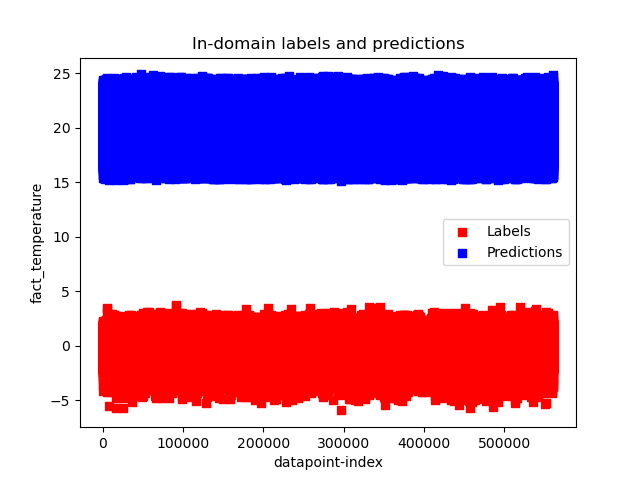 In-domain labels and predictions
fact_temperature
25
20
15
10
5
0
−5
Labels
Predictions
0
100000
200000
300000
400000
500000
datapoint-index